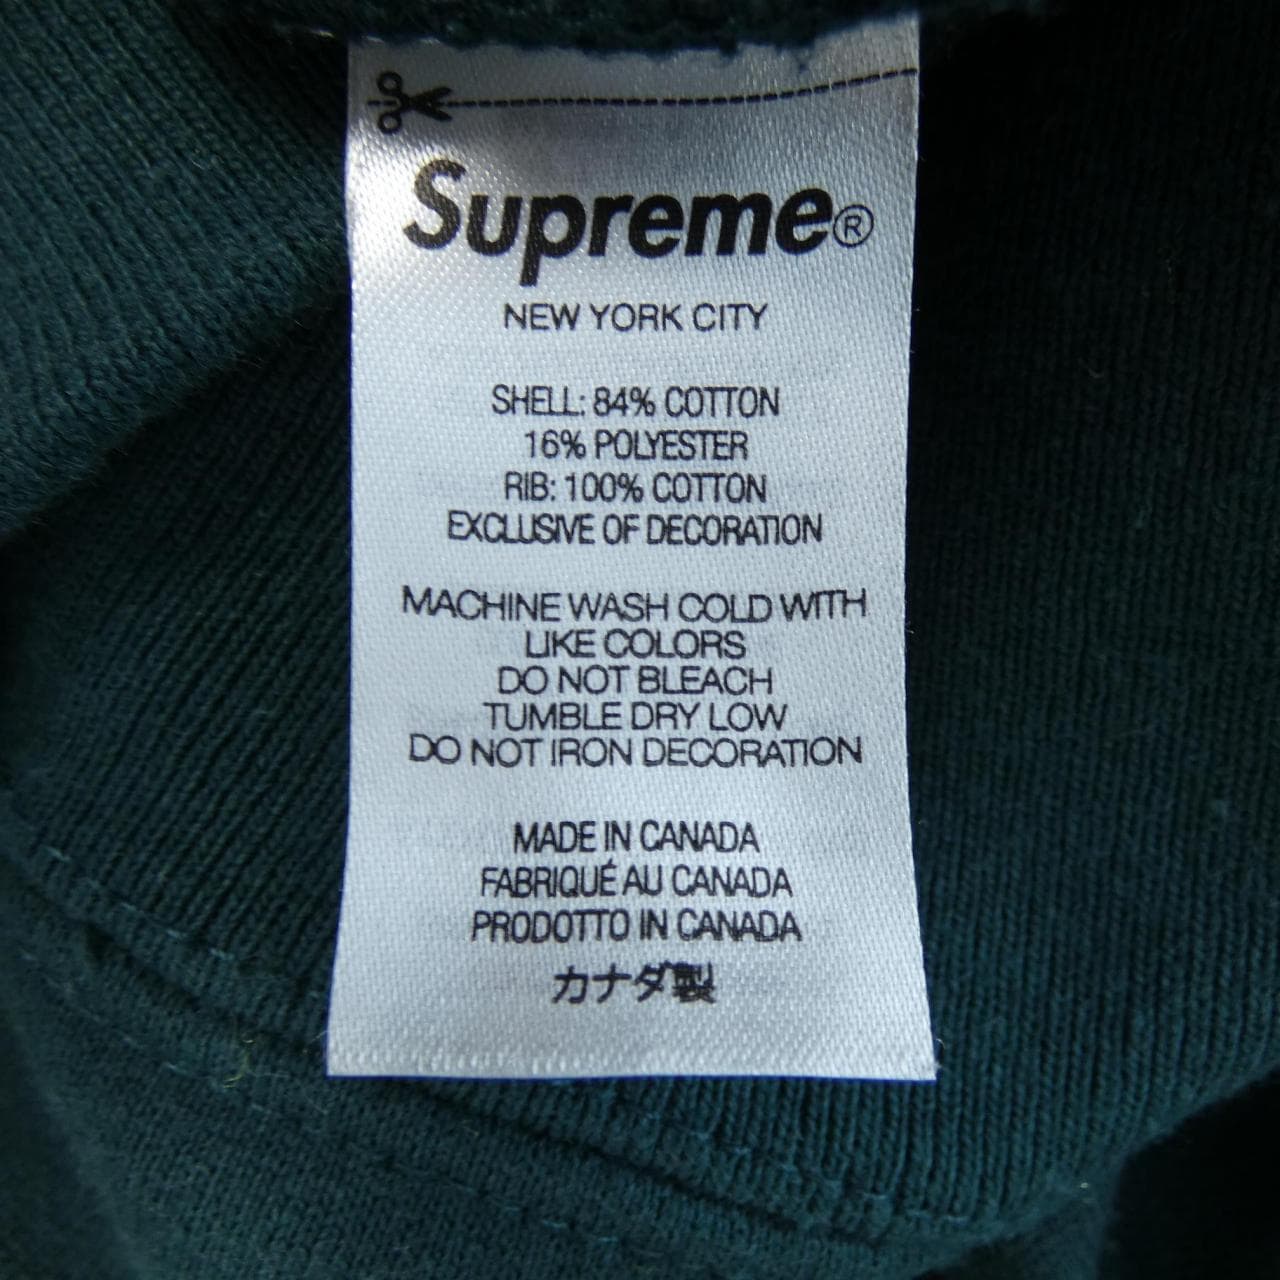 Supreme®
NEW YORK CITY
SHELL: 84% COTTON
16% POLYESTER
RIB: 100% COTTON
EXCLUSIVE OF DECORATION
MACHINE WASH COLD WITH
LIKE COLORS
DO NOT BLEACH
TUMBLE DRY LOW
DO NOT IRON DECORATION
MADE IN CANADA
FABRIQUÉ AU CANADA
PRODOTTO IN CANADA
カナダ製